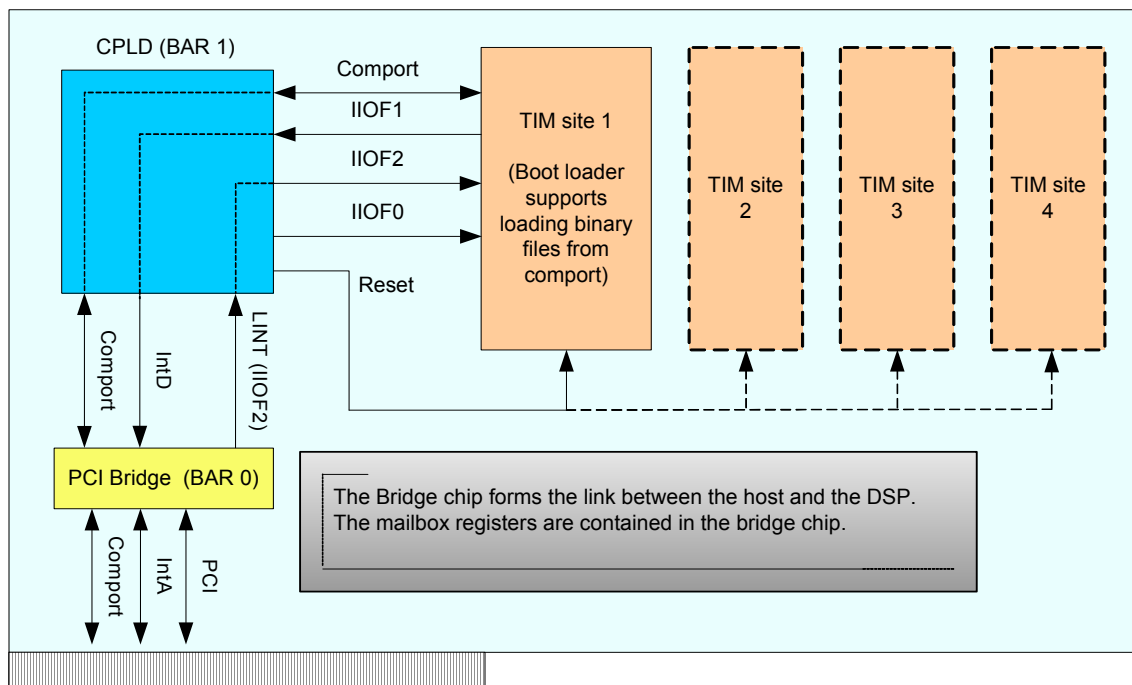 CPLD (BAR 1)
Comport
IIOF1
IIOF2
IIOF0
Reset
TIM site 1
(Boot loader
supports
loading binary
files from
comport)
TIM site
2
TIM site
3
TIM site
4
Comport
IntD
LINT (IIOF2)
PCI Bridge  (BAR 0)
Comport
IntA
PCI
The Bridge chip forms the link between the host and the DSP.
The mailbox registers are contained in the bridge chip.